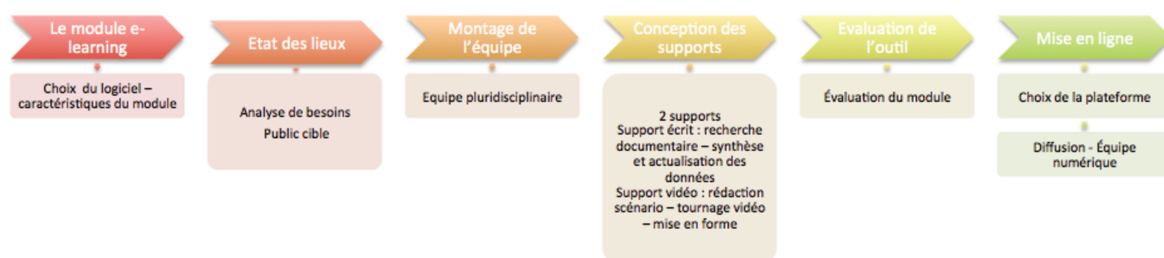 Le module e-
learning
Choix du logiciel –
caractéristiques du module
Etat des lieux
Analyse de besoins
Public cible
Montage de
l'équipe
Equipe pluridisciplinaire
Conception des
supports
2 supports
Support écrit : recherche
documentaire – synthèse
et actualisation des
données
Support vidéo : rédaction
scénario – tournage vidéo
– mise en forme
Evaluation de
l'outil
Évaluation du module
Mise en ligne
Choix de la plateforme
Diffusion - Équipe
numérique